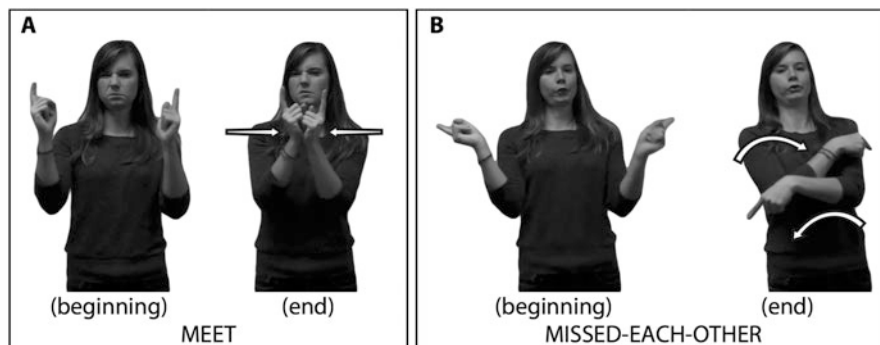 A
(beginning)
(end)
MEET
B
(beginning)
(end)
MISSED-EACH-OTHER